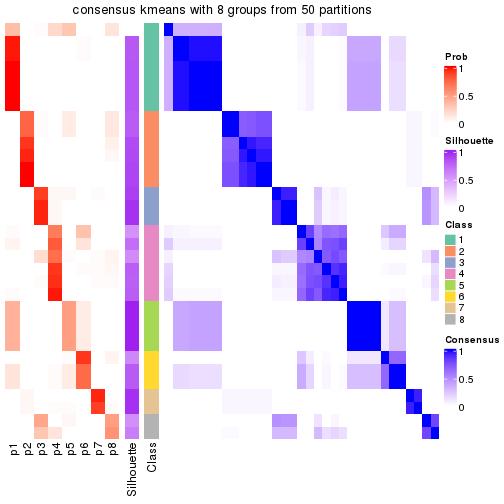 consensus kmeans with 8 groups from 50 partitions
Prob
1
0.5
0
Silhouette
1
0.5
0
Class
1
2
3
4
5
6
7
8
Consensus
1
0.5
0
p1
p2
p3
p4
p5
p6
p7
p8
Silhouette
Class